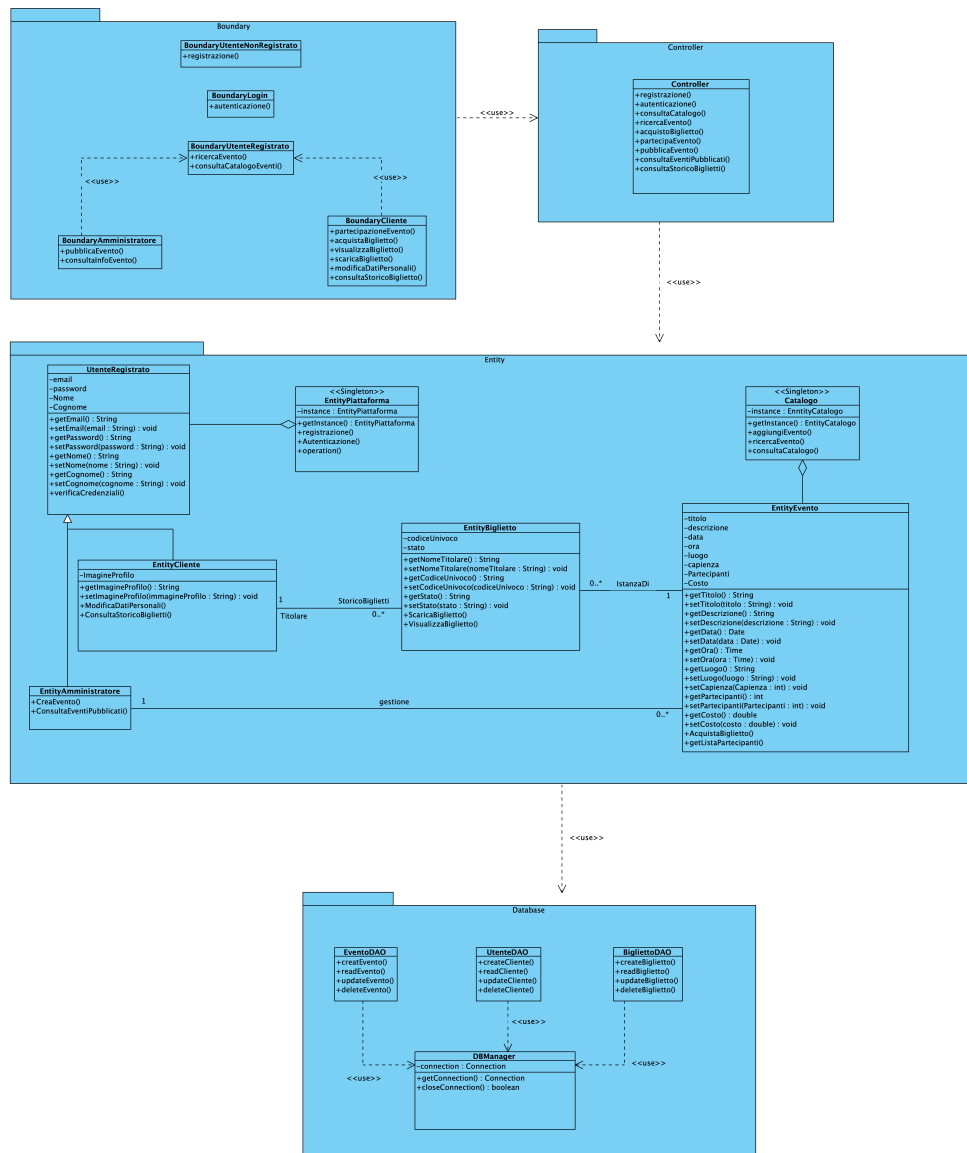 Boundary
BoundaryUtenteNonRegistrato
+registrazione()
BoundaryLogin
+autenticazione()
BoundaryUtenteRegistrato
+ricercaEvento()
+consultaCatalogoEventi()
<<use>>
<<use>>
BoundaryAmministratore
+pubblicaEvento()
+consultaInfoEvento()
BoundaryCliente
+partecipazioneEvento()
+acquistaBiglietto()
+visualizzaBiglietto()
+scaricaBiglietto()
+modificaDatiPersonali()
+consultaStoricoBiglietto()
<<use>>
Controller
Controller
+registrazione()
+autenticazione()
+consultaCatalogo()
+ricercaEvento()
+acquistoBiglietto()
+partecipaEvento()
+pubblicaEvento()
+consultaEventiPubblicati()
+consultaStoricoBiglietti()
<<use>>
Entity
UtenteRegistrato
-email
-password
-Nome
-Cognome
+getEmail() : String
+setEmail(email : String) : void
+getPassword() : String
+setPassword(password : String) : void
+getNome() : String
+setNome(nome : String) : void
+getCognome() : String
+setCognome(cognome : String) : void
+verificaCredenziali()
<<Singleton>>
EntityPiattaforma
-instance : EntityPiattaforma
+getInstance() : EntityPiattaforma
+registrazione()
+Autenticazione()
+operation()
<<Singleton>>
Catalogo
-instance : EnntityCatalogo
+getInstance() : EntityCatalogo
+aggiungiEvento()
+ricercaEvento()
+consultaCatalogo()
EntityCliente
-ImagineProfilo
+getImagineProfilo() : String
+setImagineProfilo(immagineProfilo : String) : void
+ModificaDatiPersonali()
+ConsultaStoricoBiglietti()
1
Titolare
StoricoBiglietti
0..*
EntityBiglietto
-codiceUnivoco
-stato
+getNomeTitolare() : String
+setNomeTitolare(nomeTitolare : String) : void
+getCodiceUnivoco() : String
+setCodiceUnivoco(codiceUnivoco : String) : void
+getStato() : String
+setStato(stato : String) : void
+ScaricaBiglietto()
+VisualizzaBiglietto()
0..*
IstanzaDi
1
EntityEvento
-titolo
-descrizione
-data
-ora
-luogo
-capienza
-Partecipanti
-Costo
+getTitolo() : String
+setTitolo(titolo : String) : void
+getDescrizione() : String
+setDescrizione(descrizione : String) : void
+getData() : Date
+setData(data : Date) : void
+getOra() : Time
+setOra(ora : Time) : void
+getLuogo() : String
+setLuogo(luogo : String) : void
+setCapienza(Capienza : int) : void
+getPartecipanti() : int
+setPartecipanti(Partecipanti : int) : void
+getCosto() : double
+setCosto(costo : double) : void
+AcquistaBiglietto()
+getListaPartecipanti()
EntityAmministratore
+CreaEvento()
+ConsultaEventiPubblicati()
1
gestione
0..*
<<use>>
Database
EventoDAO
+creatEvento()
+readEvento()
+updateEvento()
+deleteEvento()
UtenteDAO
+createCliente()
+readCliente()
+updateCliente()
+deleteCliente()
BigliettoDAO
+createBiglietto()
+readBiglietto()
+updateBiglietto()
+deleteBiglietto()
<<use>>
<<use>>
<<use>>
DBManager
-connection : Connection
+getConnection() : Connection
+closeConnection() : boolean